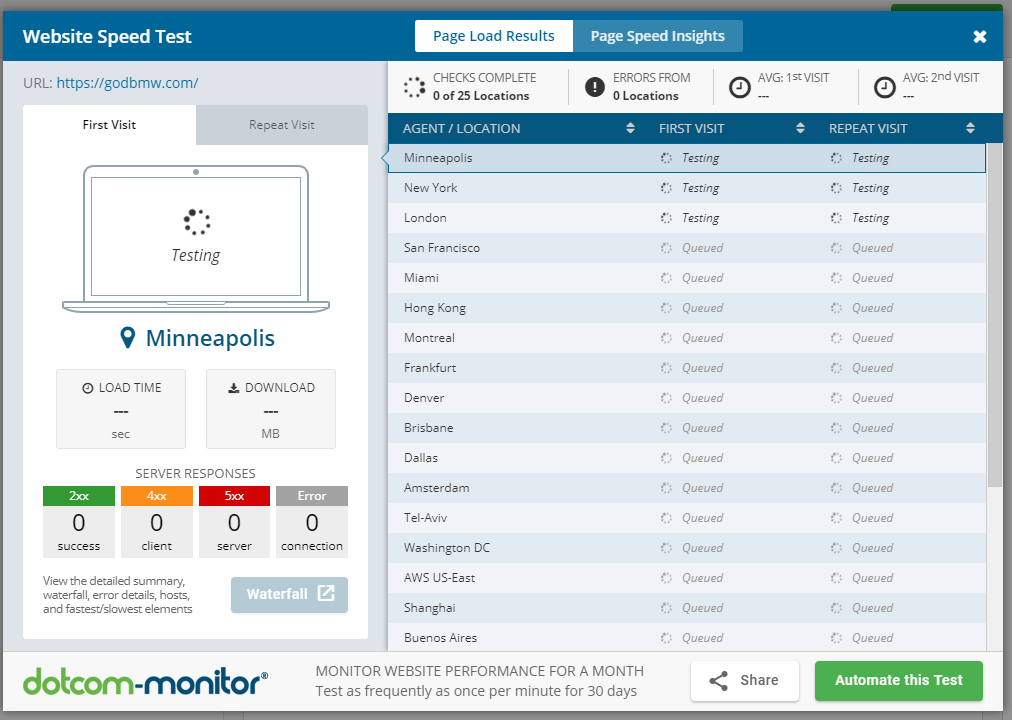 Website Speed Test
Page Load Results
Page Speed Insights
URL: https://godbmw.com/
First Visit
Repeat Visit
Testing
Minneapolis
LOAD TIME
---
sec
DOWNLOAD
---
MB
SERVER RESPONSES
2xx 4xx 5xx Error
0 0 0 0
success client server connection
View the detailed summary,
waterfall, error details, hosts,
and fastest/slowest elements
Waterfall
CHECKS COMPLETE
0 of 25 Locations
ERRORS FROM
0 Locations
AVG: 1st VISIT
---
AVG: 2nd VISIT
---
AGENT / LOCATION FIRST VISIT REPEAT VISIT
Minneapolis Testing Testing
New York Testing Testing
London Testing Testing
San Francisco Queued Queued
Miami Queued Queued
Hong Kong Queued Queued
Montreal Queued Queued
Frankfurt Queued Queued
Denver Queued Queued
Brisbane Queued Queued
Dallas Queued Queued
Amsterdam Queued Queued
Tel-Aviv Queued Queued
Washington DC Queued Queued
AWS US-East Queued Queued
Shanghai Queued Queued
Buenos Aires Queued Queued
dotcom-monitor®
MONITOR WEBSITE PERFORMANCE FOR A MONTH
Test as frequently as once per minute for 30 days
Share
Automate this Test